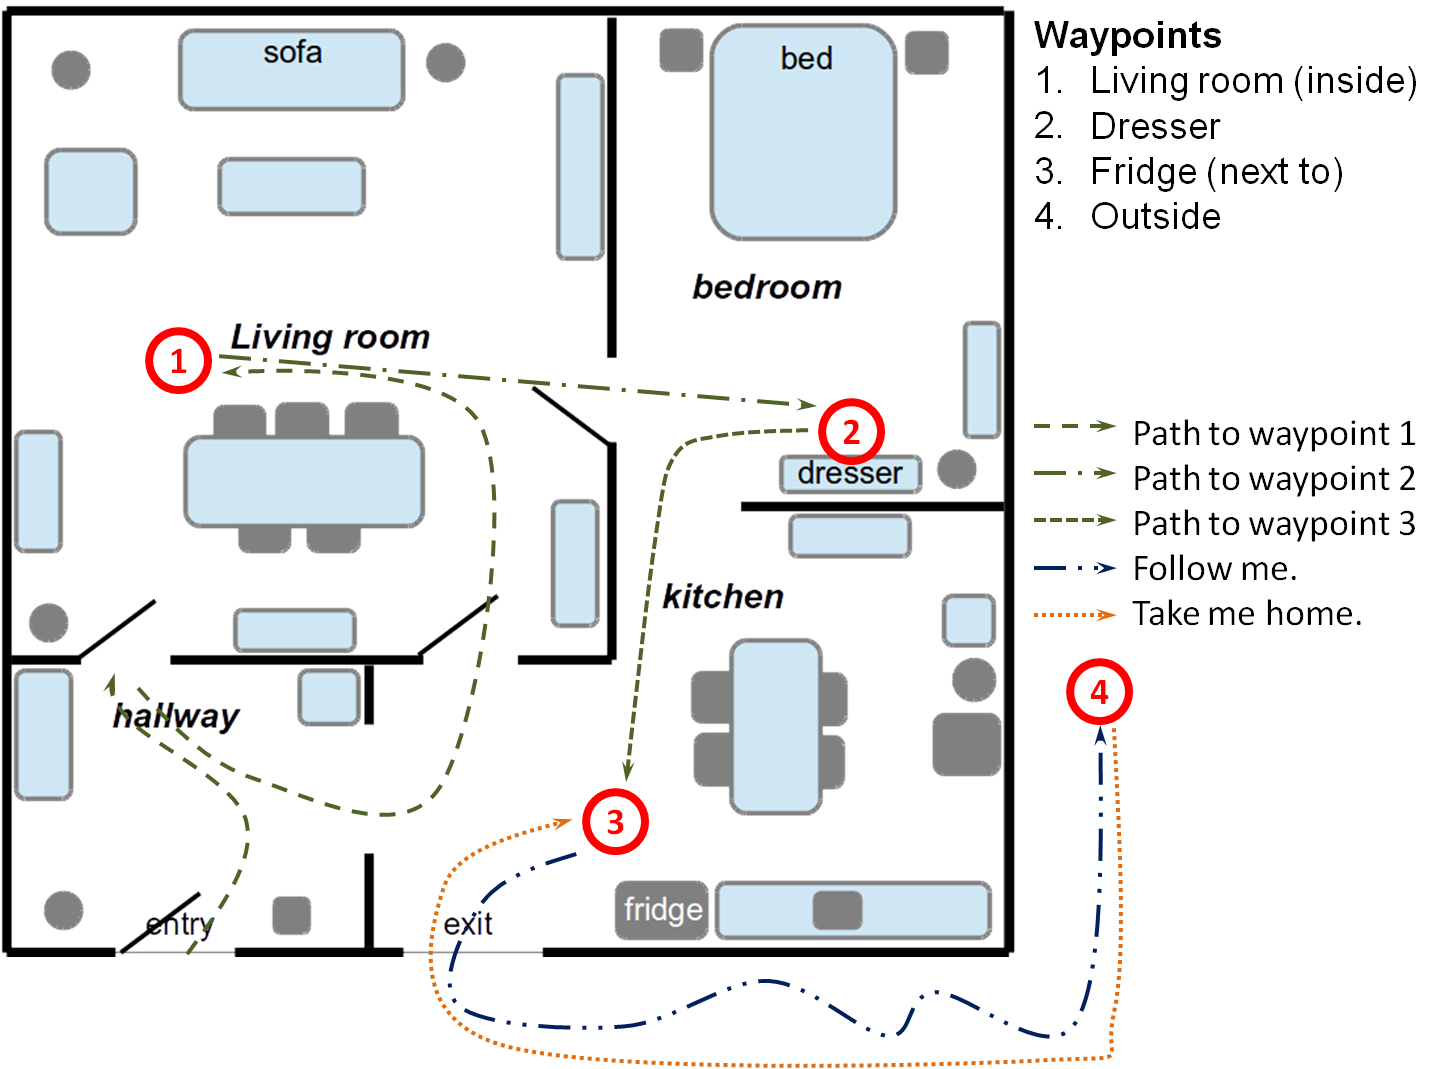 sofa
bed
Waypoints
1. Living room (inside)
2. Dresser
3. Fridge (next to)
4. Outside
bedroom
Living room
1
2
dresser
Path to waypoint 1
Path to waypoint 2
Path to waypoint 3
Follow me.
Take me home.
kitchen
4
hallway
3
fridge
entry
exit